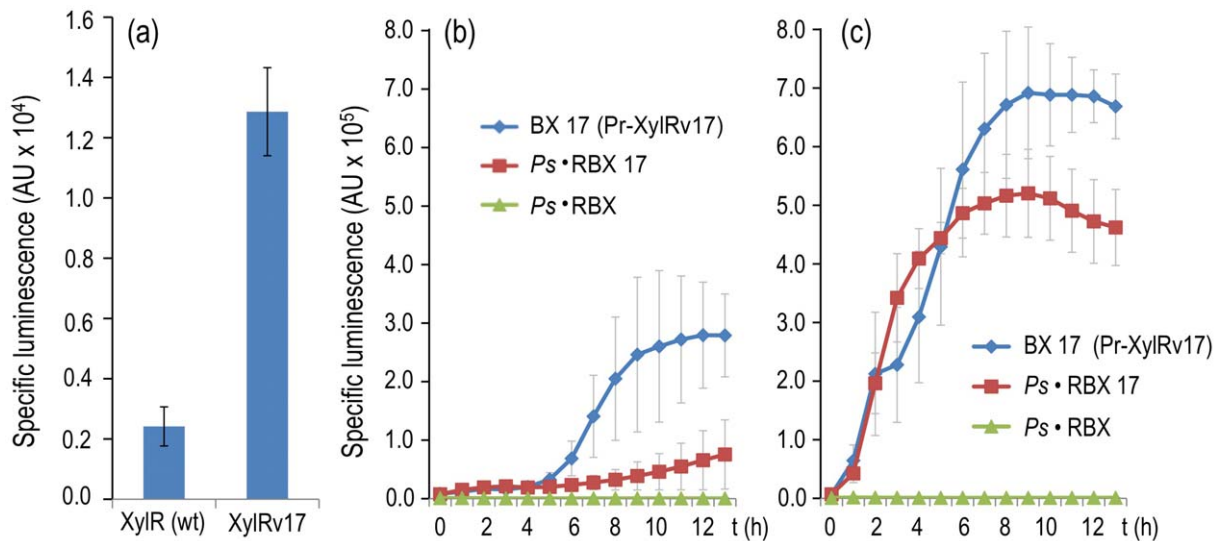 (a)
Specific luminescence (AU x 10⁴)
1.6
1.4
1.2
1.0
0.8
0.6
0.4
0.2
0.0
XylR (wt)
XylRv17
(b)
Specific luminescence (AU x 10⁵)
8.0
7.0
6.0
5.0
4.0
3.0
2.0
1.0
0.0
BX 17 (Pr-XylRv17)
Ps•RBX 17
Ps•RBX
0 2 4 6 8 10 12 t (h)
(c)
8.0
7.0
6.0
5.0
4.0
3.0
2.0
1.0
0.0
BX 17 (Pr-XylRv17)
Ps • RBX 17
Ps • RBX
0 2 4 6 8 10 12 t (h)